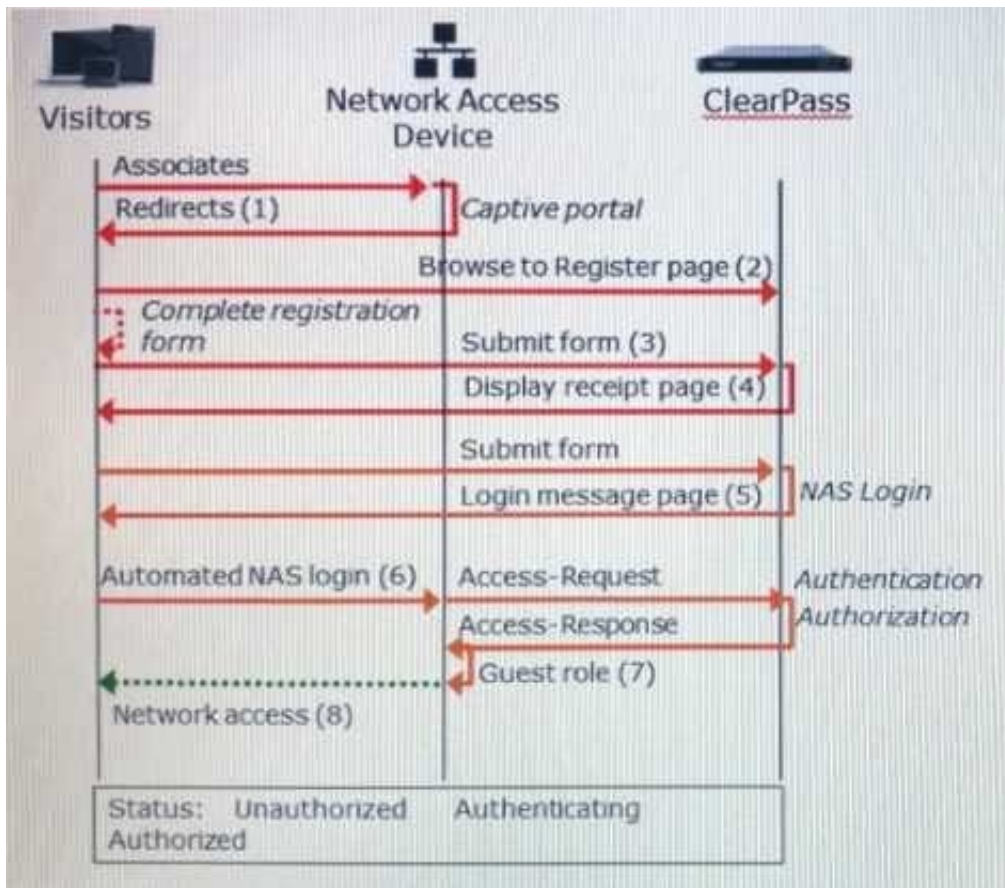 Visitors
Network Access
Device
ClearPass
Associates
Redirects (1)
Captive portal
Browse to Register page (2)
Complete registration
form
Submit form (3)
Display receipt page (4)
Submit form
Login message page (5)
NAS Login
Automated NAS login (6)
Access-Request
Authentication
Access-Response
Authorization
Guest role (7)
Network access (8)
Status: Unauthorized Authenticating
Authorized